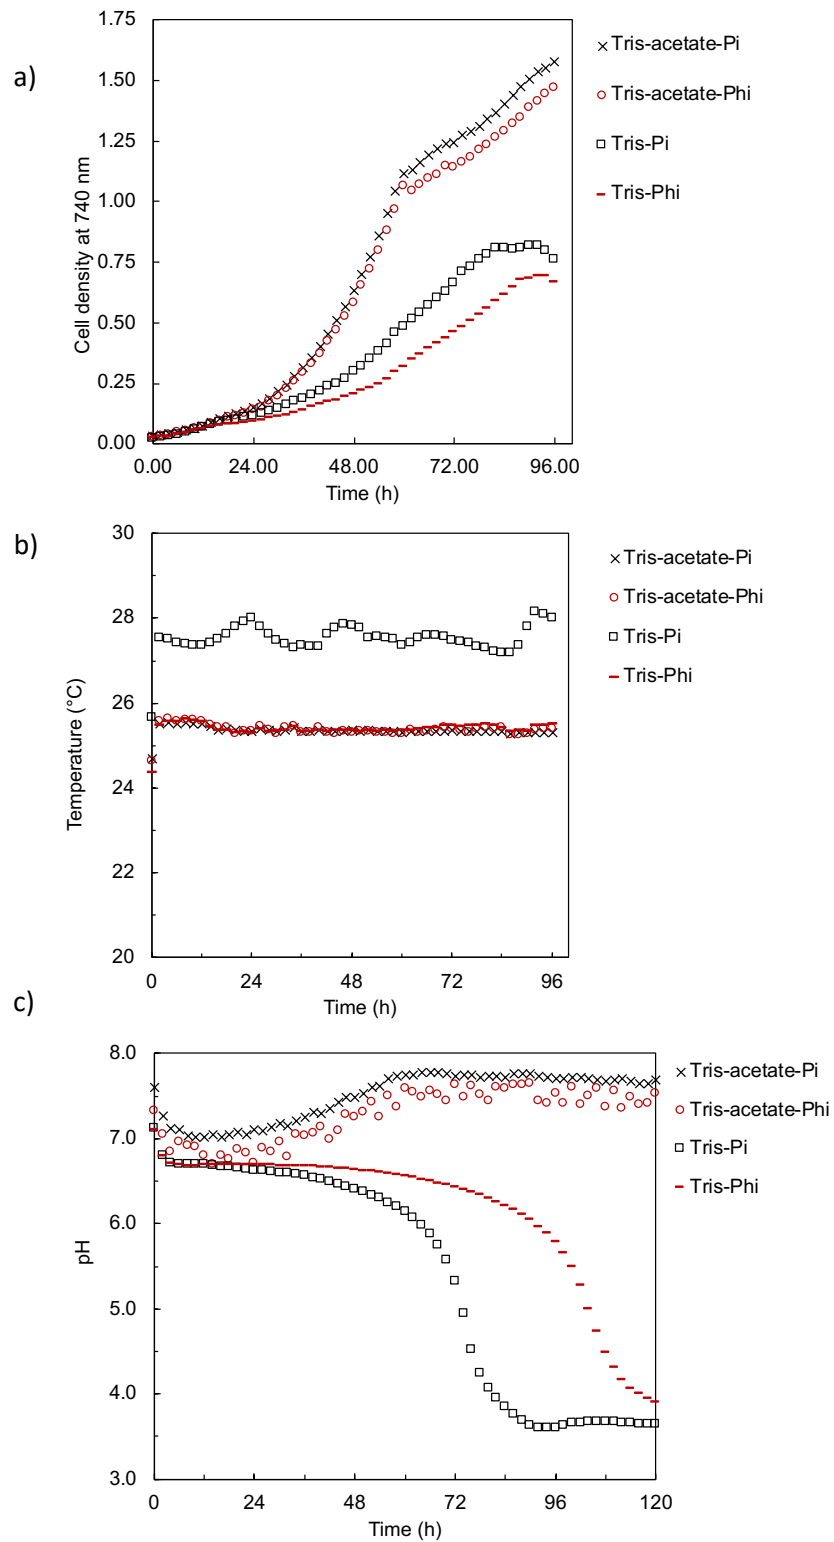 a)
Cell density at 740 nm
1.75
1.50
1.25
1.00
0.75
0.50
0.25
0.00
0.00 24.00 48.00 72.00 96.00
Time (h)
Tris-acetate-Pi
Tris-acetate-Phi
Tris-Pi
Tris-Phi
b)
Temperature (°C)
30
28
26
24
22
20
0 24 48 72 96
Time (h)
Tris-acetate-Pi
Tris-acetate-Phi
Tris-Pi
Tris-Phi
c)
pH
8.0
7.0
6.0
5.0
4.0
3.0
0 24 48 72 96 120
Time (h)
Tris-acetate-Pi
Tris-acetate-Phi
Tris-Pi
Tris-Phi